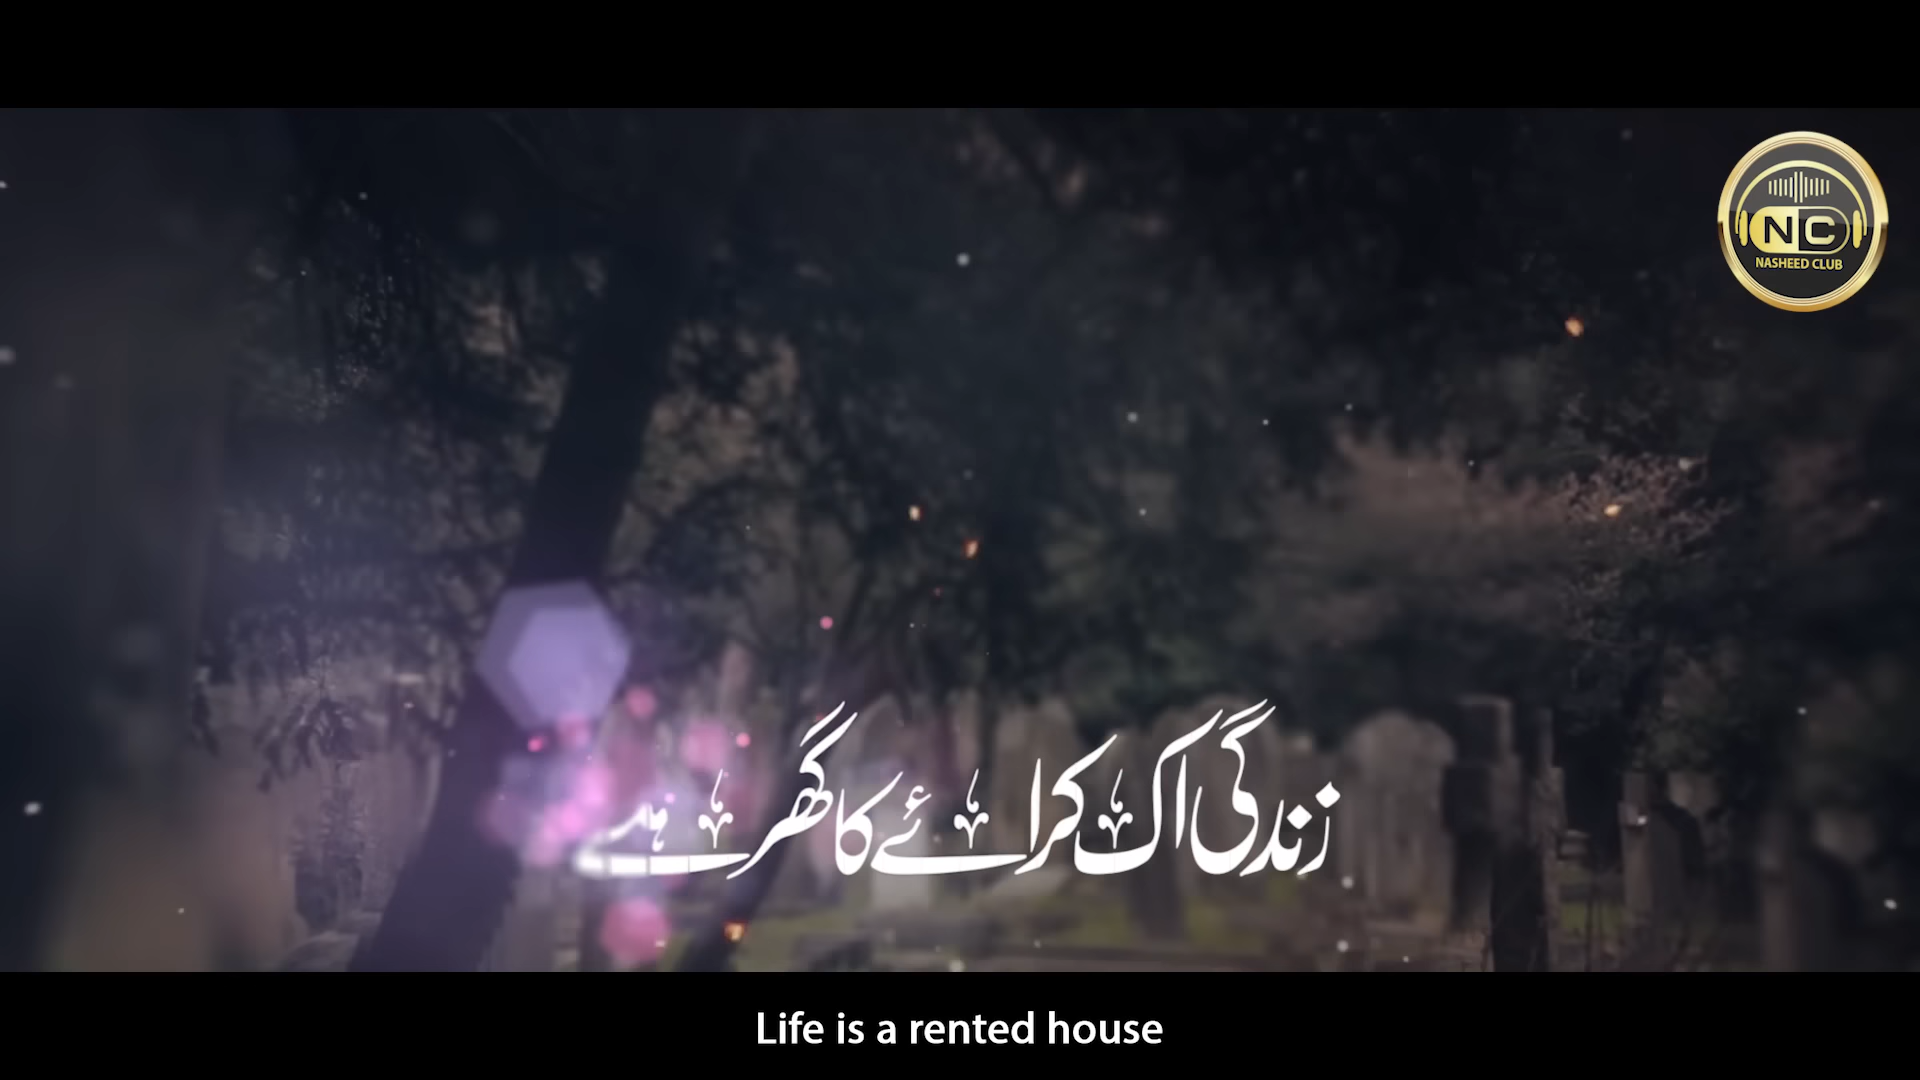 NC
NASHEED CLUB
زندگی اک کرائے کا گھر ہے
Life is a rented house